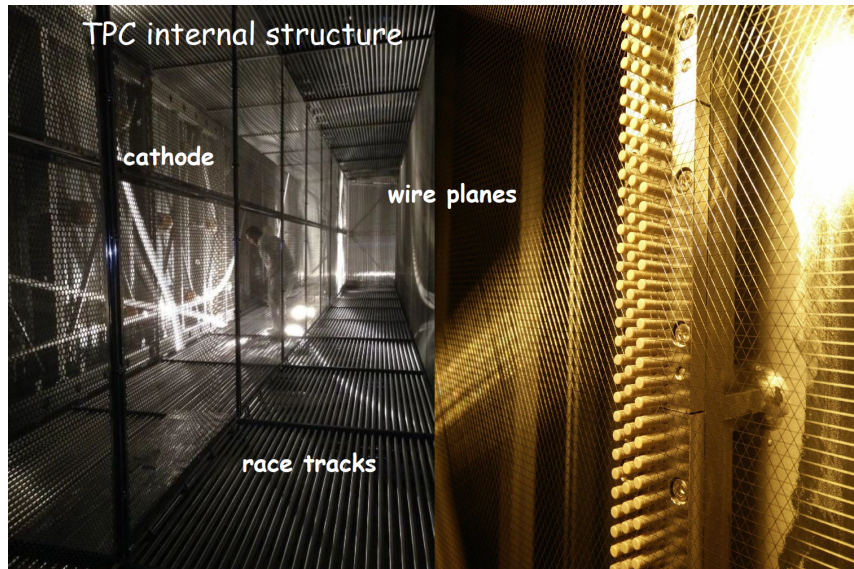 TPC internal structure
cathode
wire planes
race tracks